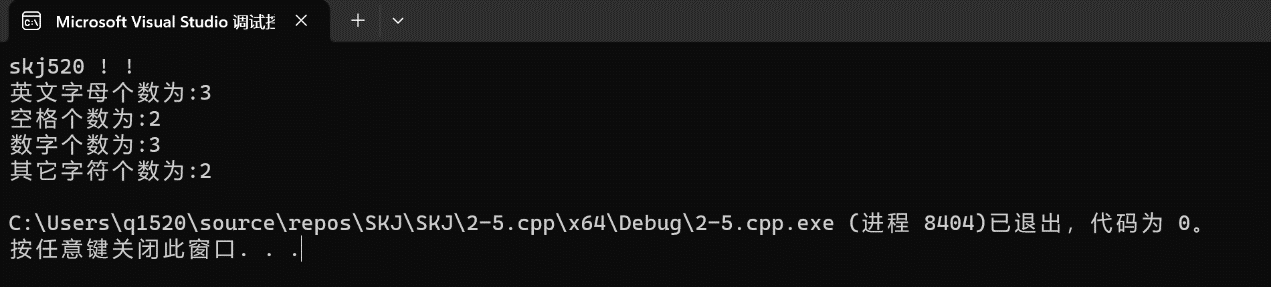 Microsoft Visual Studio 调试控
skj520 ! !
英文字母个数为:3
空格个数为:2
数字个数为:3
其它字符个数为:2
C:\Users\q1520\source\repos\SKJ\SKJ\2-5.cpp\x64\Debug\2-5.cpp.exe (进程 8404)已退出，代码为 0。
按任意键关闭此窗口. . .